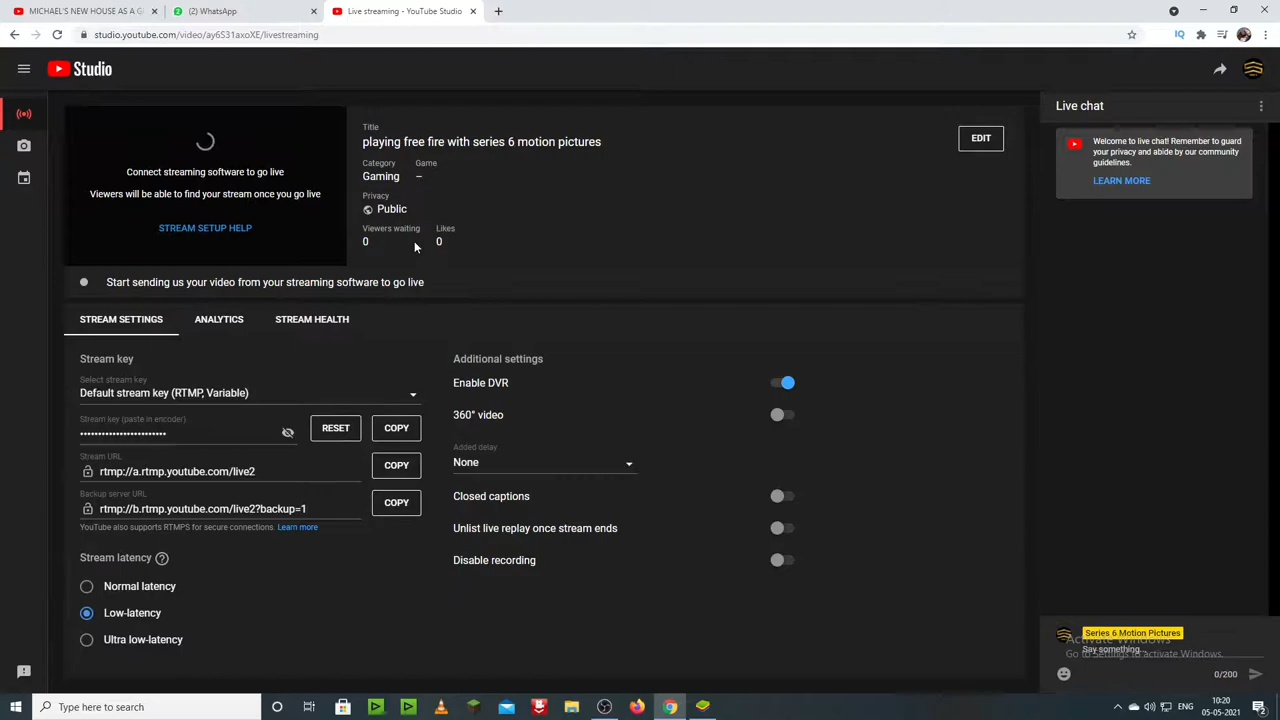 MICHAEL'S NEW HOUSE AS A G
(2) WhatsApp
Live streaming - YouTube Studio
studio.youtube.com/video/ay6S31axoXE/livestreaming
IQ
Studio
Connect streaming software to go live
Viewers will be able to find your stream once you go live
STREAM SETUP HELP
Title
playing free fire with series 6 motion pictures
Category Game
Gaming –
Privacy
Public
Viewers waiting Likes
0 0
EDIT
Start sending us your video from your streaming software to go live
STREAM SETTINGS ANALYTICS STREAM HEALTH
Stream key
Select stream key
Default stream key (RTMP, Variable)
Stream key (paste in encoder)
••••••••••••••••••••••••
RESET COPY
Stream URL
rtmp://a.rtmp.youtube.com/live2
COPY
Backup server URL
rtmp://b.rtmp.youtube.com/live2?backup=1
COPY
YouTube also supports RTMPS for secure connections. Learn more
Stream latency
Normal latency
Low-latency
Ultra low-latency
Additional settings
Enable DVR
360° video
Added delay
None
Closed captions
Unlist live replay once stream ends
Disable recording
Live chat
Welcome to live chat! Remember to guard
your privacy and abide by our community
guidelines.
LEARN MORE
Series 6 Motion Pictures
Say something...
Activate Windows
Go to Settings to activate Windows.
0/200
Type here to search
ENG
10:20
05-05-2021
2